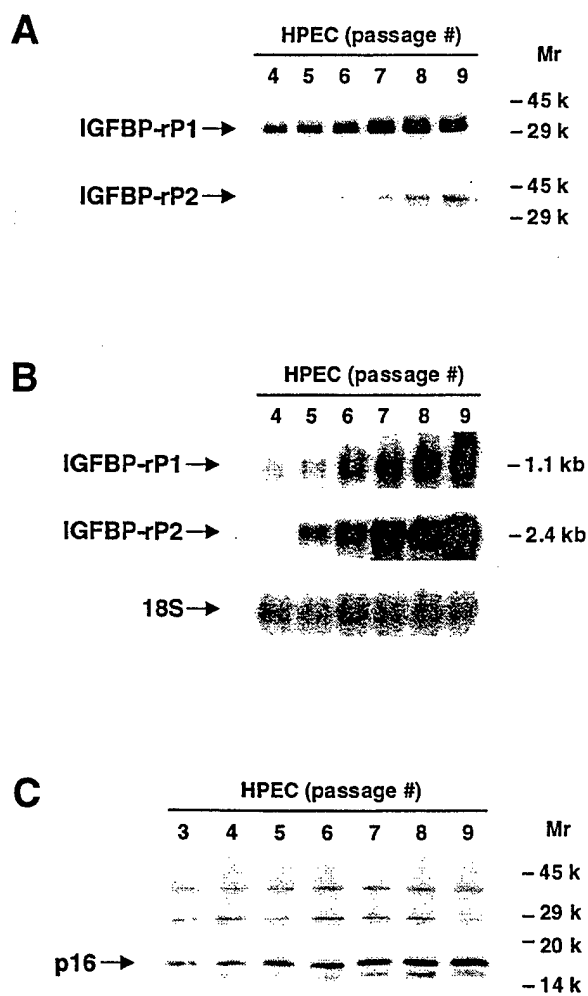 A
HPEC (passage #)
4 5 6 7 8 9
Mr
– 45 k
IGFBP-rP1
– 29 k
– 45 k
IGFBP-rP2
– 29 k
B
HPEC (passage #)
4 5 6 7 8 9
IGFBP-rP1
– 1.1 kb
IGFBP-rP2
– 2.4 kb
18S
C
HPEC (passage #)
3 4 5 6 7 8 9
Mr
– 45 k
– 29 k
– 20 k
p16
– 14 k